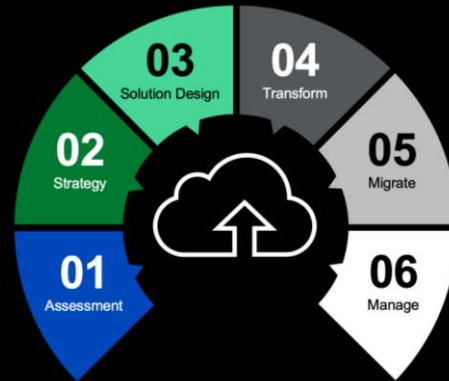 01
Assessment
02
Strategy
03
Solution Design
04
Transform
05
Migrate
06
Manage